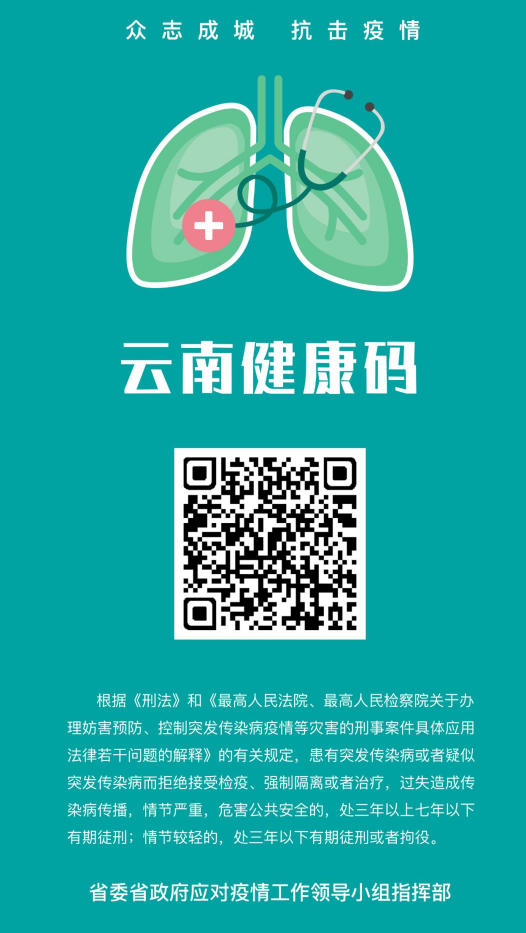 众志成城 抗击疫情
云南健康码
根据《刑法》和《最高人民法院、最高人民检察院关于办
理妨害预防、控制突发传染病疫情等灾害的刑事案件具体应用
法律若干问题的解释》的有关规定，患有突发传染病或者疑似
突发传染病而拒绝接受检疫、强制隔离或者治疗，过失造成传
染病传播，情节严重，危害公共安全的，处三年以上七年以下
有期徒刑；情节较轻的，处三年以下有期徒刑或者拘役。
省委省政府应对疫情工作领导小组指挥部